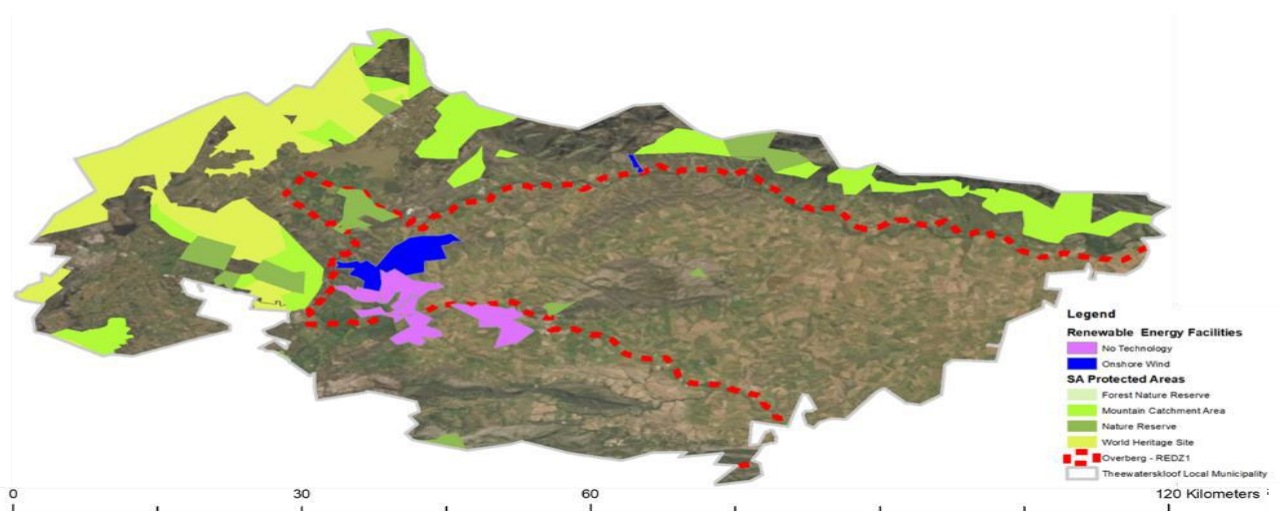 Legend
Renewable Energy Facilities
No Technology
Onshore Wind
SA Protected Areas
Forest Nature Reserve
Mountain Catchment Area
Nature Reserve
World Heritage Site
Overberg - REDZ1
Theewaterskloof Local Municipality
0 30 60 120 Kilometers